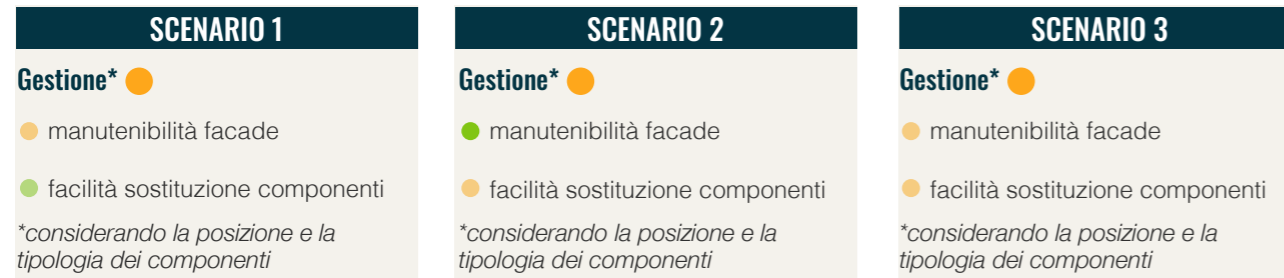 SCENARIO 1
Gestione*
manutenibilità facade
facilità sostituzione componenti
*considerando la posizione e la
tipologia dei componenti
SCENARIO 2
Gestione*
manutenibilità facade
facilità sostituzione componenti
*considerando la posizione e la
tipologia dei componenti
SCENARIO 3
Gestione*
manutenibilità facade
facilità sostituzione componenti
*considerando la posizione e la
tipologia dei componenti